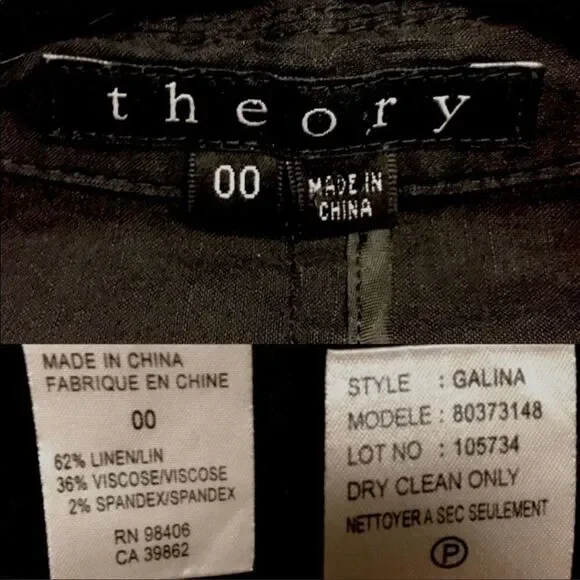 theory
00
MADE IN
CHINA
MADE IN CHINA
FABRIQUE EN CHINE
00
62% LINEN/LIN
36% VISCOSE/VISCOSE
2% SPANDEX/SPANDEX
RN 98406
CA 39862
STYLE : GALINA
MODELE : 80373148
LOT NO : 105734
DRY CLEAN ONLY
NETTOYER A SEC SEULEMENT
P